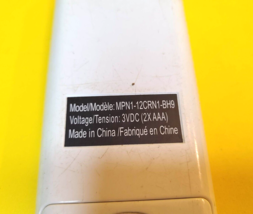 Model/Modèle: MPN1-12CRN1-BH9
Voltage/Tension: 3VDC (2X AAA)
Made in China /Fabriqué en Chine